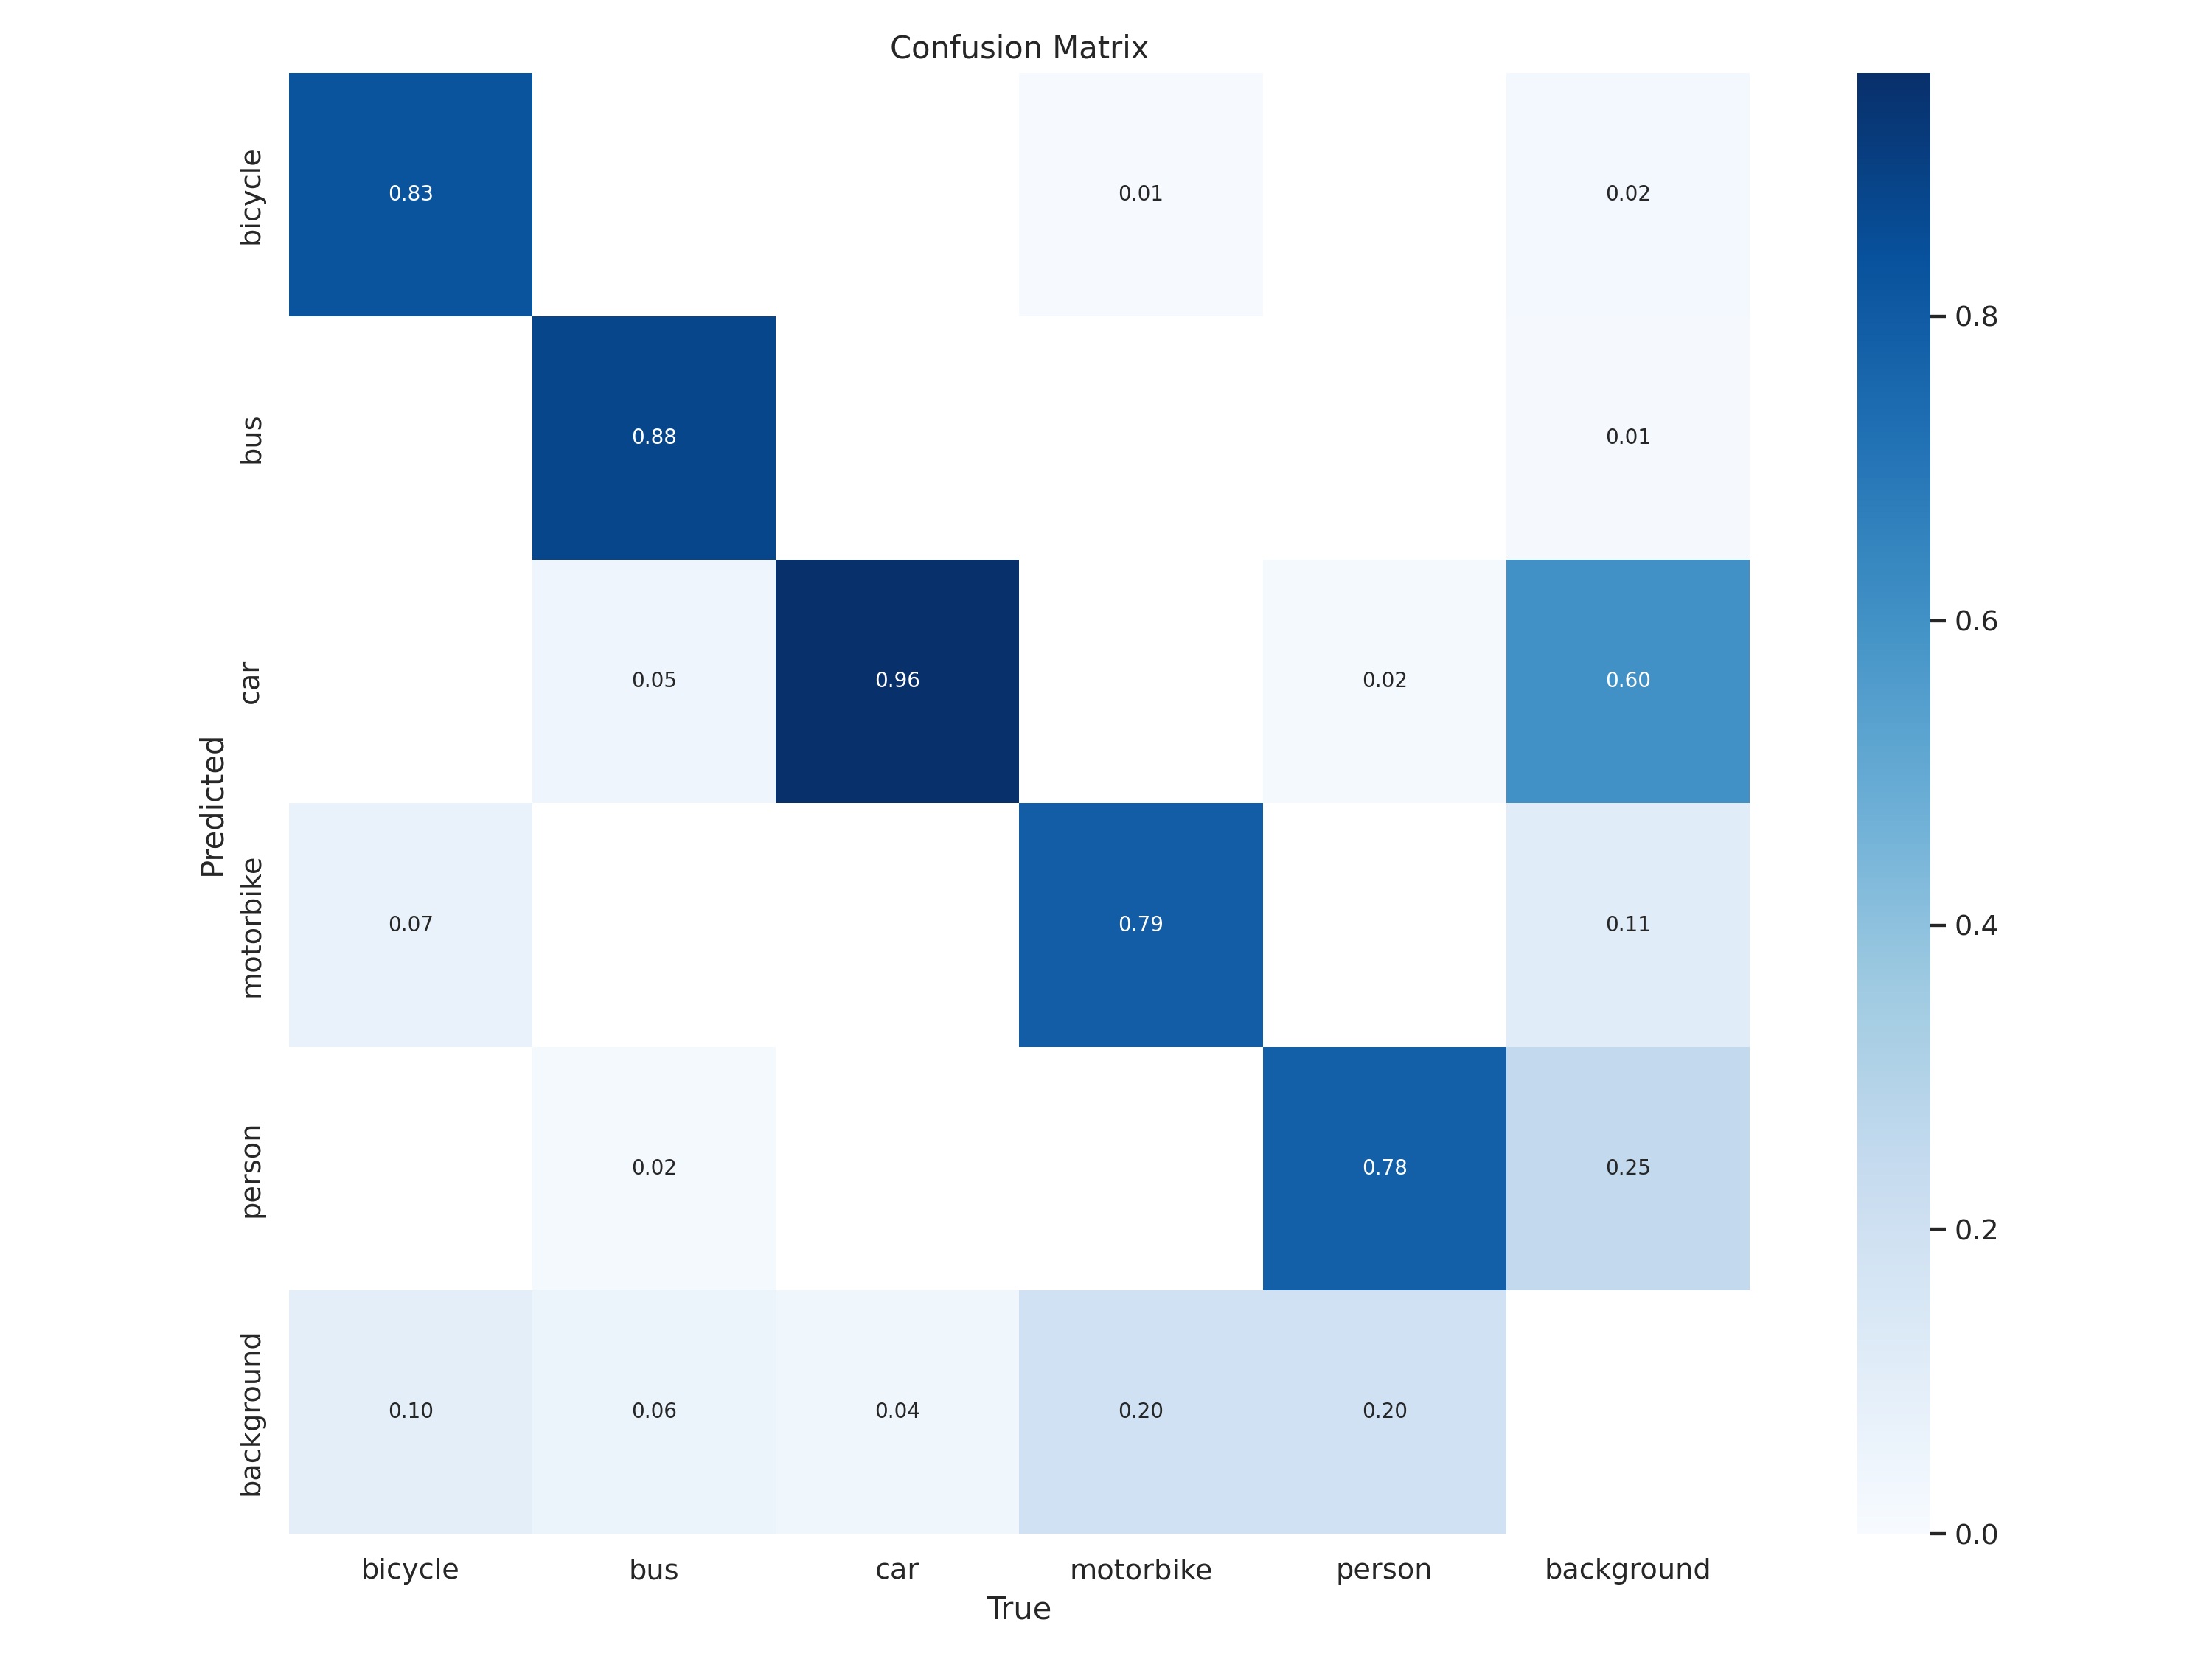 Confusion Matrix
bicycle 0.83 0.01 0.02
bus 0.88 0.01
car 0.05 0.96 0.02 0.60
motorbike 0.07 0.79 0.11
person 0.02 0.78 0.25
background 0.10 0.06 0.04 0.20 0.20
Predicted
bicycle bus car motorbike person background
True
0.8
0.6
0.4
0.2
0.0